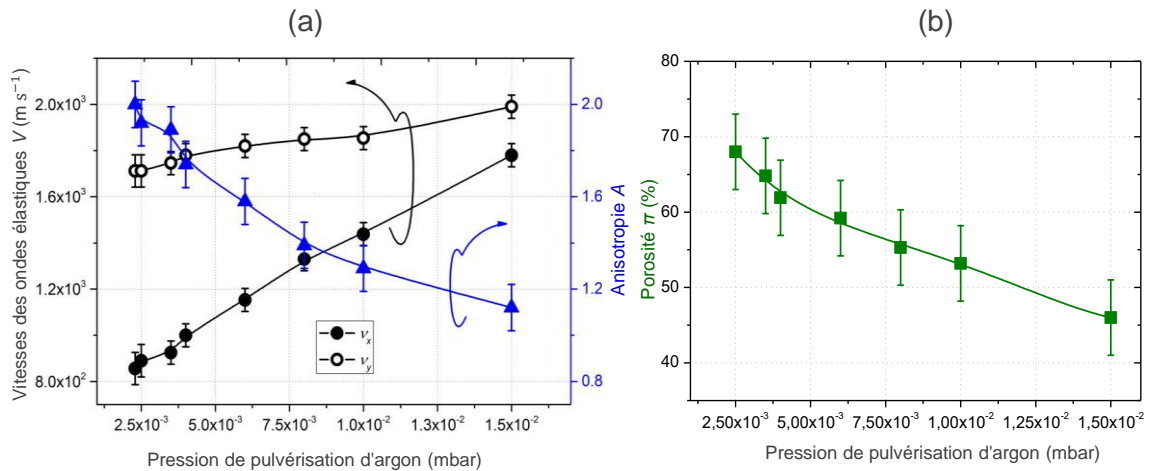 (a)
Vitesses des ondes élastiques V (m s⁻¹)
2.0x10³
1.6x10³
1.2x10³
8.0x10²
2.5x10⁻³ 5.0x10⁻³ 7.5x10⁻³ 1.0x10⁻² 1.3x10⁻² 1.5x10⁻²
Pression de pulvérisation d'argon (mbar)
2.0
1.6
1.2
0.8
Anisotropie A
νₓ
ν_y
(b)
Porosité π (%)
80
70
60
50
40
2,50x10⁻³ 5,00x10⁻³ 7,50x10⁻³ 1,00x10⁻² 1,25x10⁻² 1,50x10⁻²
Pression de pulvérisation d'argon (mbar)